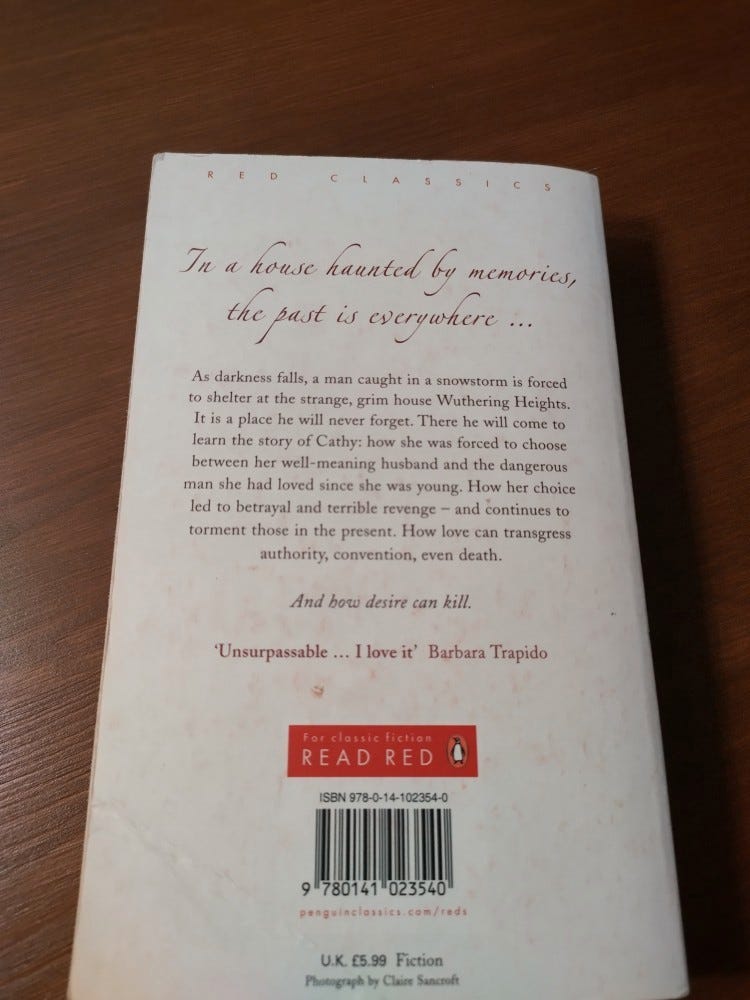 RED CLASSICS
In a house haunted by memories,
the past is everywhere ...
As darkness falls, a man caught in a snowstorm is forced
to shelter at the strange, grim house Wuthering Heights.
It is a place he will never forget. There he will come to
learn the story of Cathy: how she was forced to choose
between her well-meaning husband and the dangerous
man she had loved since she was young. How her choice
led to betrayal and terrible revenge – and continues to
torment those in the present. How love can transgress
authority, convention, even death.
And how desire can kill.
‘Unsurpassable ... I love it’ Barbara Trapido
For classic fiction
READ RED
ISBN 978-0-14-102354-0
9 780141 023540
penguinclassics.com/reds
U.K. £5.99 Fiction
Photograph by Claire Sancroft